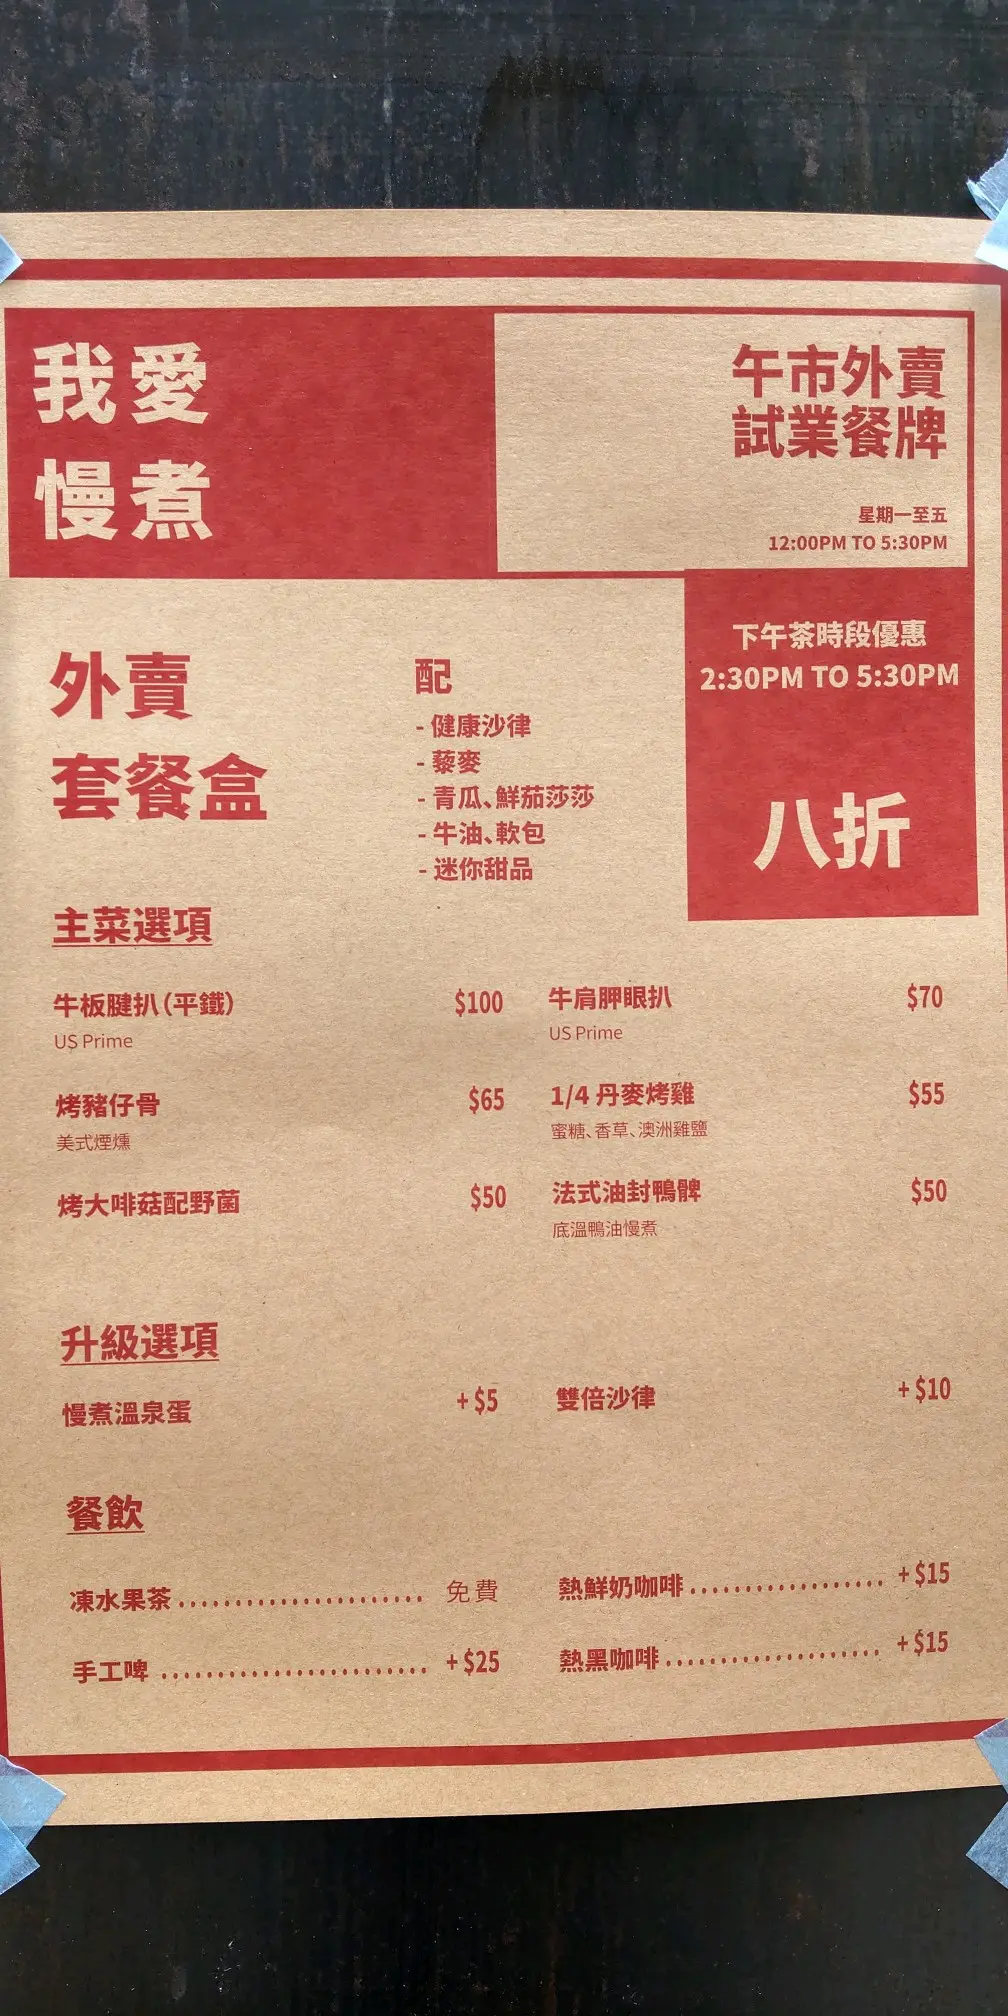 我愛
慢煮
午市外賣
試業餐牌
星期一至五
12:00PM TO 5:30PM
下午茶時段優惠
2:30PM TO 5:30PM
八折
外賣
套餐盒
配
- 健康沙律
- 藜麥
- 青瓜、鮮茄莎莎
- 牛油、軟包
- 迷你甜品
主菜選項
牛板腱扒（平鐵） $100
US Prime
牛肩胛眼扒 $70
US Prime
烤豬仔骨 $65
美式煙燻
1/4 丹麥烤雞 $55
蜜糖、香草、澳洲雞鹽
烤大啡菇配野菌 $50
法式油封鴨髀 $50
底溫鴨油慢煮
升級選項
慢煮溫泉蛋 + $5
雙倍沙律 + $10
餐飲
凍水果茶 ........................ 免費
熱鮮奶咖啡 ................... + $15
手工啤 .......................... + $25
熱黑咖啡 ..................... + $15